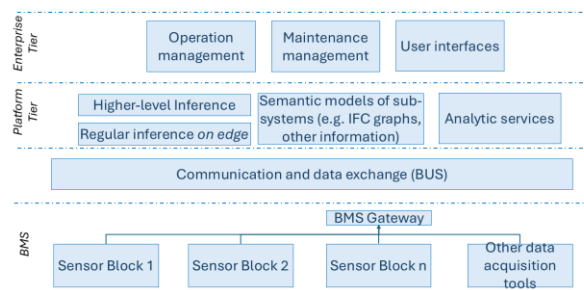 Enterprise
Tier
Operation
management
Maintenance
management
User interfaces
Platform
Tier
Higher-level Inference
Regular inference on edge
Semantic models of sub-
systems (e.g. IFC graphs,
other information)
Analytic services
Communication and data exchange (BUS)
BMS
BMS Gateway
Sensor Block 1
Sensor Block 2
Sensor Block n
Other data
acquisition
tools